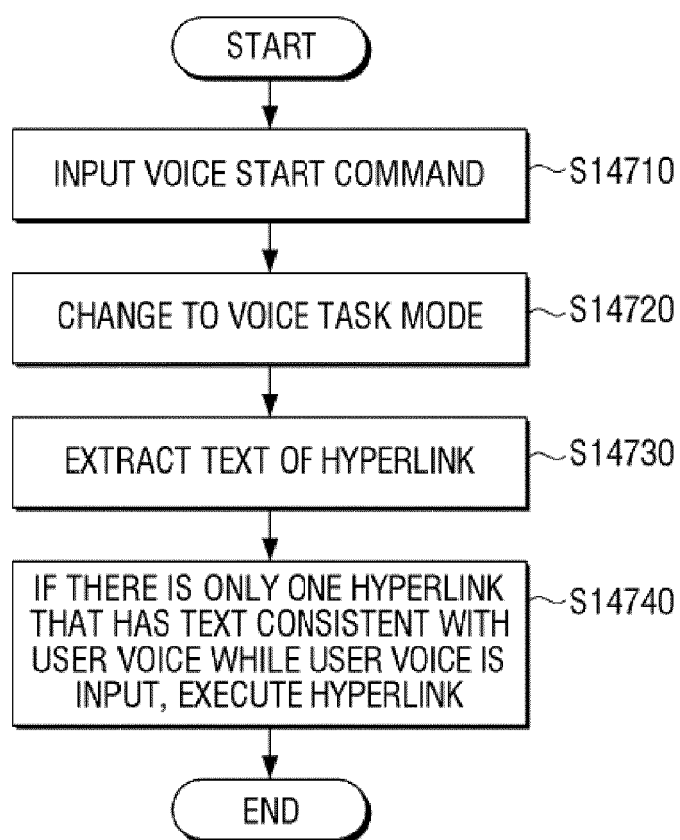 START
INPUT VOICE START COMMAND
S14710
CHANGE TO VOICE TASK MODE
S14720
EXTRACT TEXT OF HYPERLINK
S14730
IF THERE IS ONLY ONE HYPERLINK
THAT HAS TEXT CONSISTENT WITH
USER VOICE WHILE USER VOICE IS
INPUT, EXECUTE HYPERLINK
S14740
END